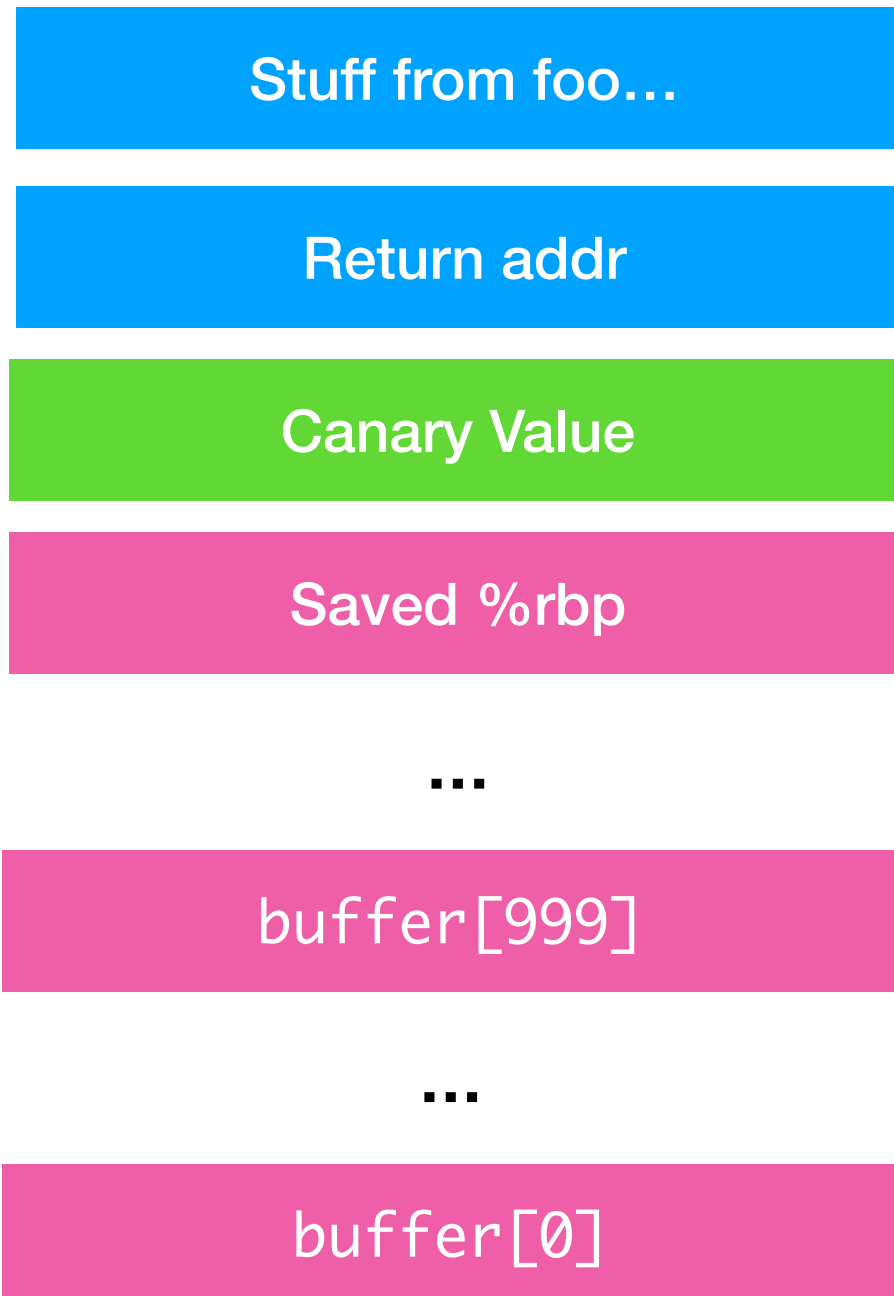 Stuff from foo…
Return addr
Canary Value
Saved %rbp
…
buffer[999]
…
buffer[0]